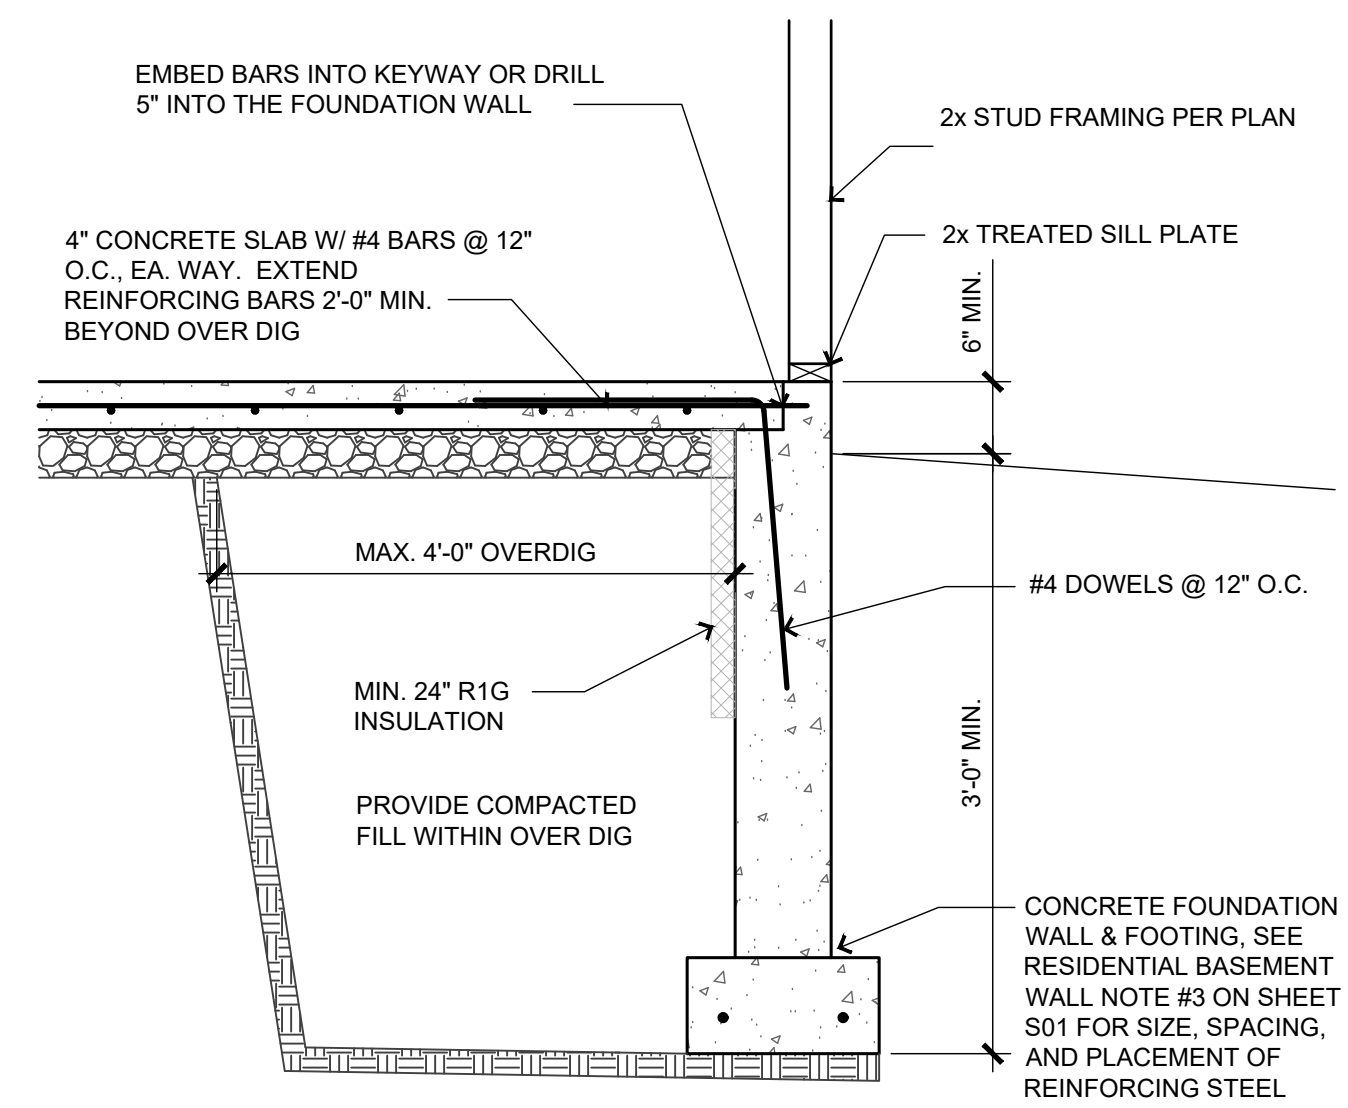 EMBED BARS INTO KEYWAY OR DRILL
5" INTO THE FOUNDATION WALL
2x STUD FRAMING PER PLAN
4" CONCRETE SLAB W/ #4 BARS @ 12"
O.C., EA. WAY. EXTEND
REINFORCING BARS 2'-0" MIN.
BEYOND OVER DIG
2x TREATED SILL PLATE
6" MIN.
MAX. 4'-0" OVERDIG
#4 DOWELS @ 12" O.C.
MIN. 24" R1G
INSULATION
3'-0" MIN.
PROVIDE COMPACTED
FILL WITHIN OVER DIG
CONCRETE FOUNDATION
WALL & FOOTING, SEE
RESIDENTIAL BASEMENT
WALL NOTE #3 ON SHEET
S01 FOR SIZE, SPACING,
AND PLACEMENT OF
REINFORCING STEEL